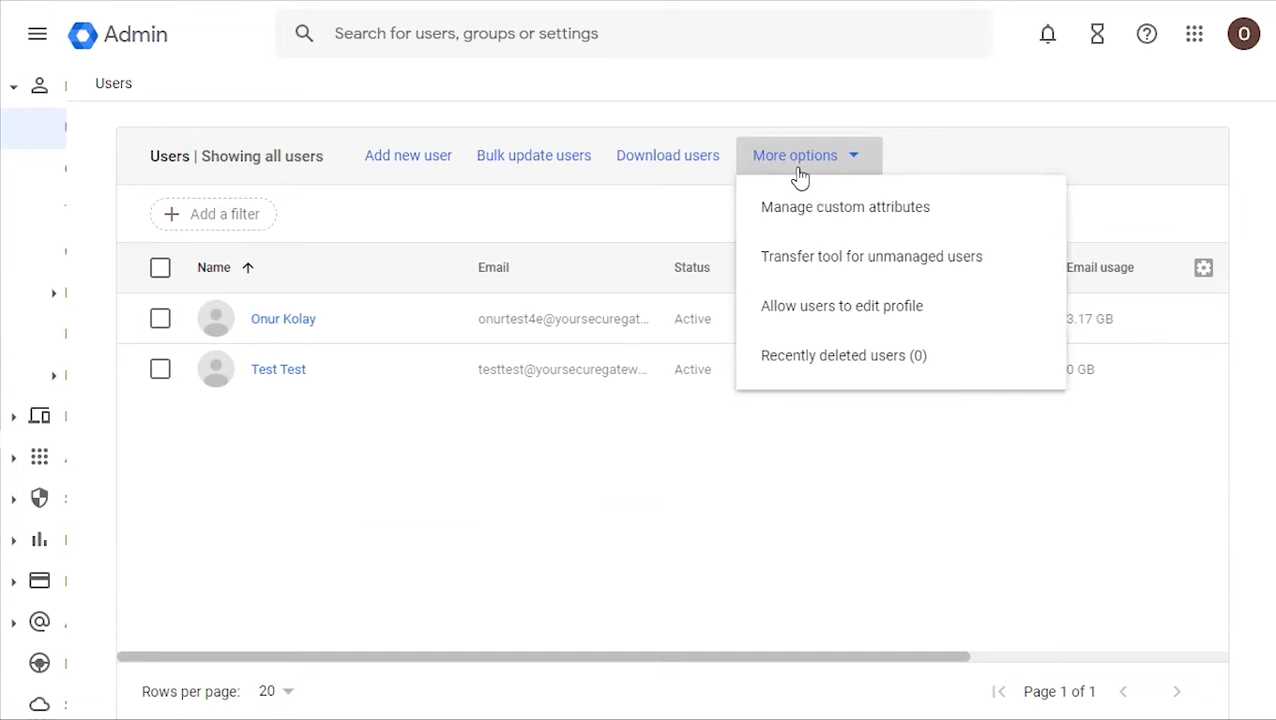 Admin
Search for users, groups or settings
O
Users
Users | Showing all users
Add new user
Bulk update users
Download users
More options
Manage custom attributes
Transfer tool for unmanaged users
Allow users to edit profile
Recently deleted users (0)
Add a filter
Name
Email
Status
Email usage
Onur Kolay
onurtest4e@yoursecuregat...
Active
3.17 GB
Test Test
testtest@yoursecuregatew...
Active
0 GB
Rows per page:
20
Page 1 of 1